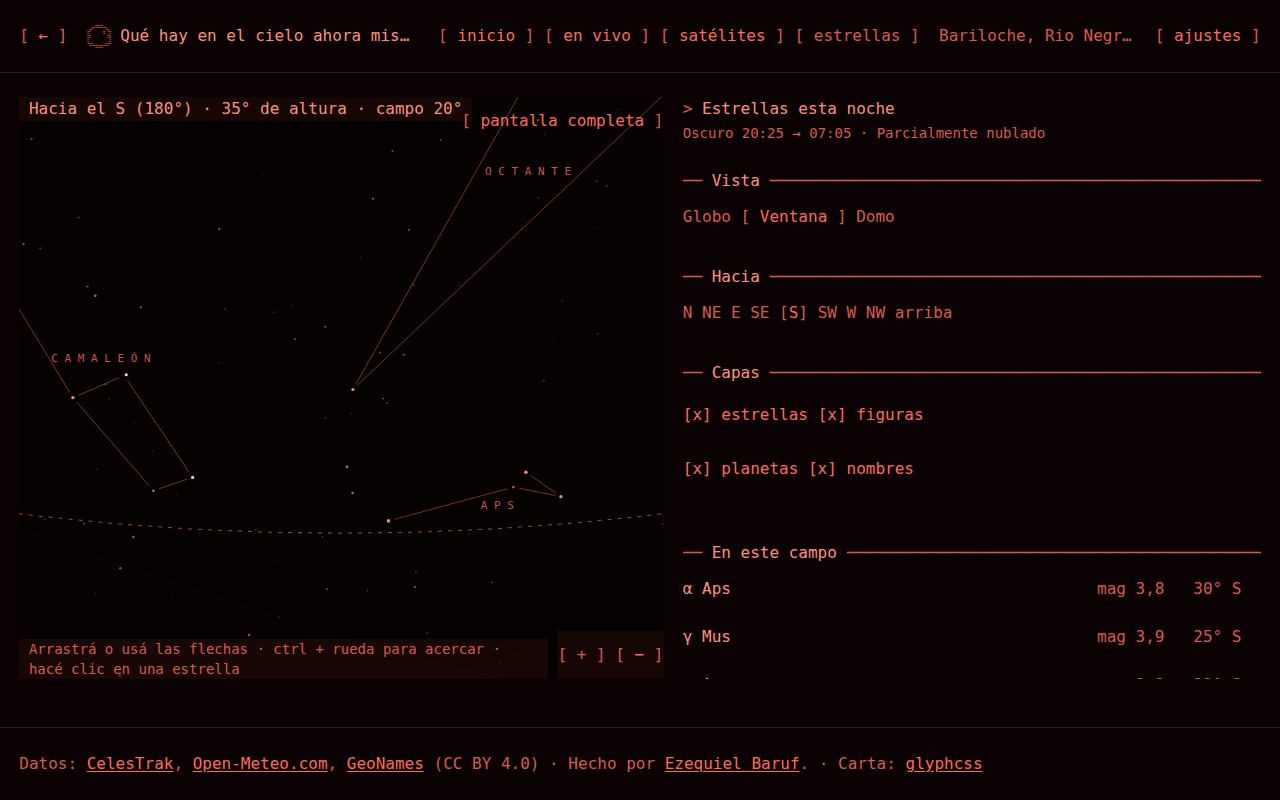 [ ← ] Qué hay en el cielo ahora mis… [ inicio ] [ en vivo ] [ satélites ] [ estrellas ] Bariloche, Rio Negr… [ ajustes ]
Hacia el S (180°) · 35° de altura · campo 20°
[ pantalla completa ]
OCTANTE
CAMALEÓN
APS
Arrastrá o usá las flechas · ctrl + rueda para acercar ·
hacé clic en una estrella
[ + ] [ − ]
> Estrellas esta noche
Oscuro 20:25 → 07:05 · Parcialmente nublado
Vista
Globo [ Ventana ] Domo
Hacia
N NE E SE [S] SW W NW arriba
Capas
[x] estrellas [x] figuras
[x] planetas [x] nombres
En este campo
α Aps mag 3,8 30° S
γ Mus mag 3,9 25° S
Datos: CelesTrak, Open-Meteo.com, GeoNames (CC BY 4.0) · Hecho por Ezequiel Baruf. · Carta: glyphcss